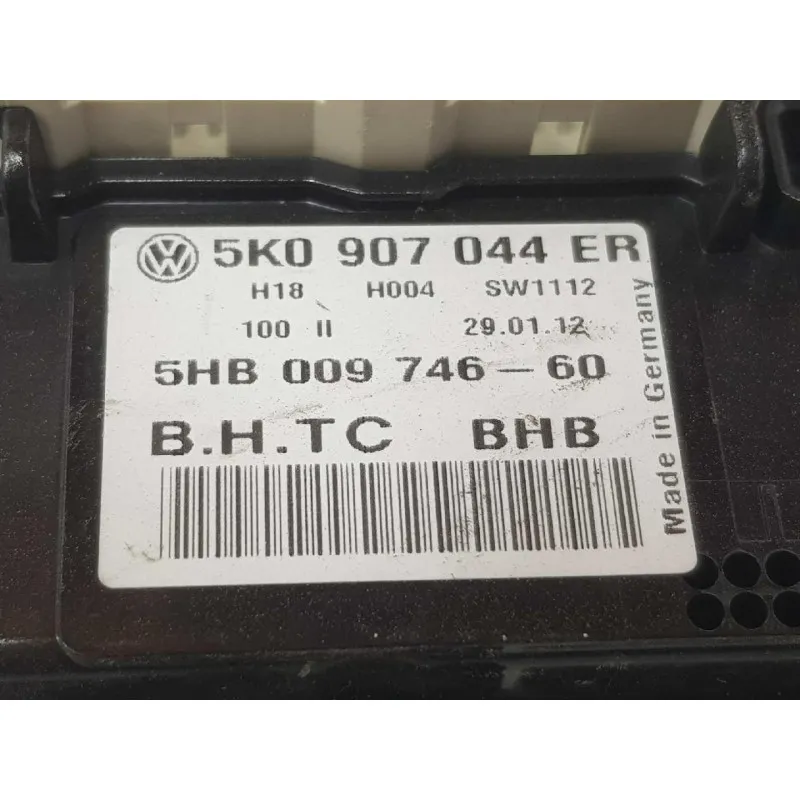 5K0 907 044 ER
H18 H004 SW1112
100 II 29.01.12
5HB 009 746-60
B.H.TC BHB
Made in Germany